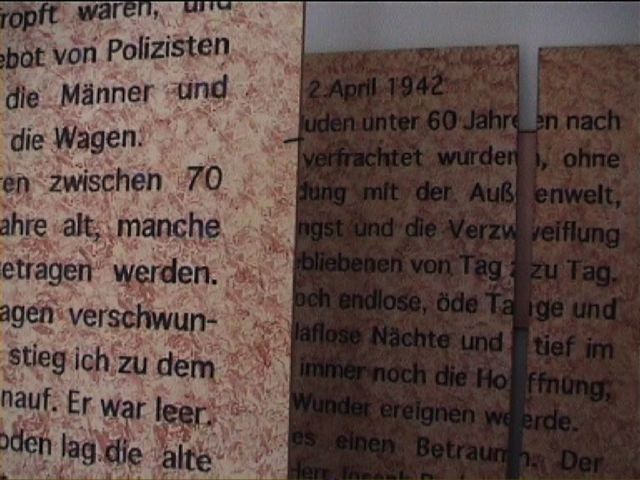 ropft waren, und
ebot von Polizisten
die Männer und
die Wagen.
en zwischen 70
ahre alt, manche
etragen werden.
agen verschwun-
stieg ich zu dem
nauf. Er war leer.
oden lag die alte
2. April 1942
uden unter 60 Jahren nach
verfrachtet wurden, ohne
dung mit der Außenwelt,
ngst und die Verzweiflung
bliebenen von Tag zu Tag.
och endlose, öde Tage und
laflose Nächte und tief im
immer noch die Hoffnung,
Wunder ereignen werde.
es einen Betraum. Der